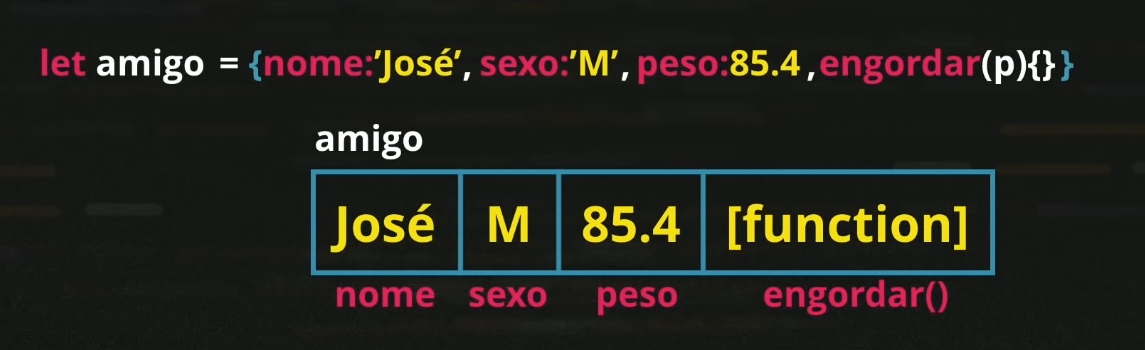 let amigo = {nome:'José', sexo:'M', peso:85.4 ,engordar(p){}}
amigo
José M 85.4 [function]
nome sexo peso engordar()